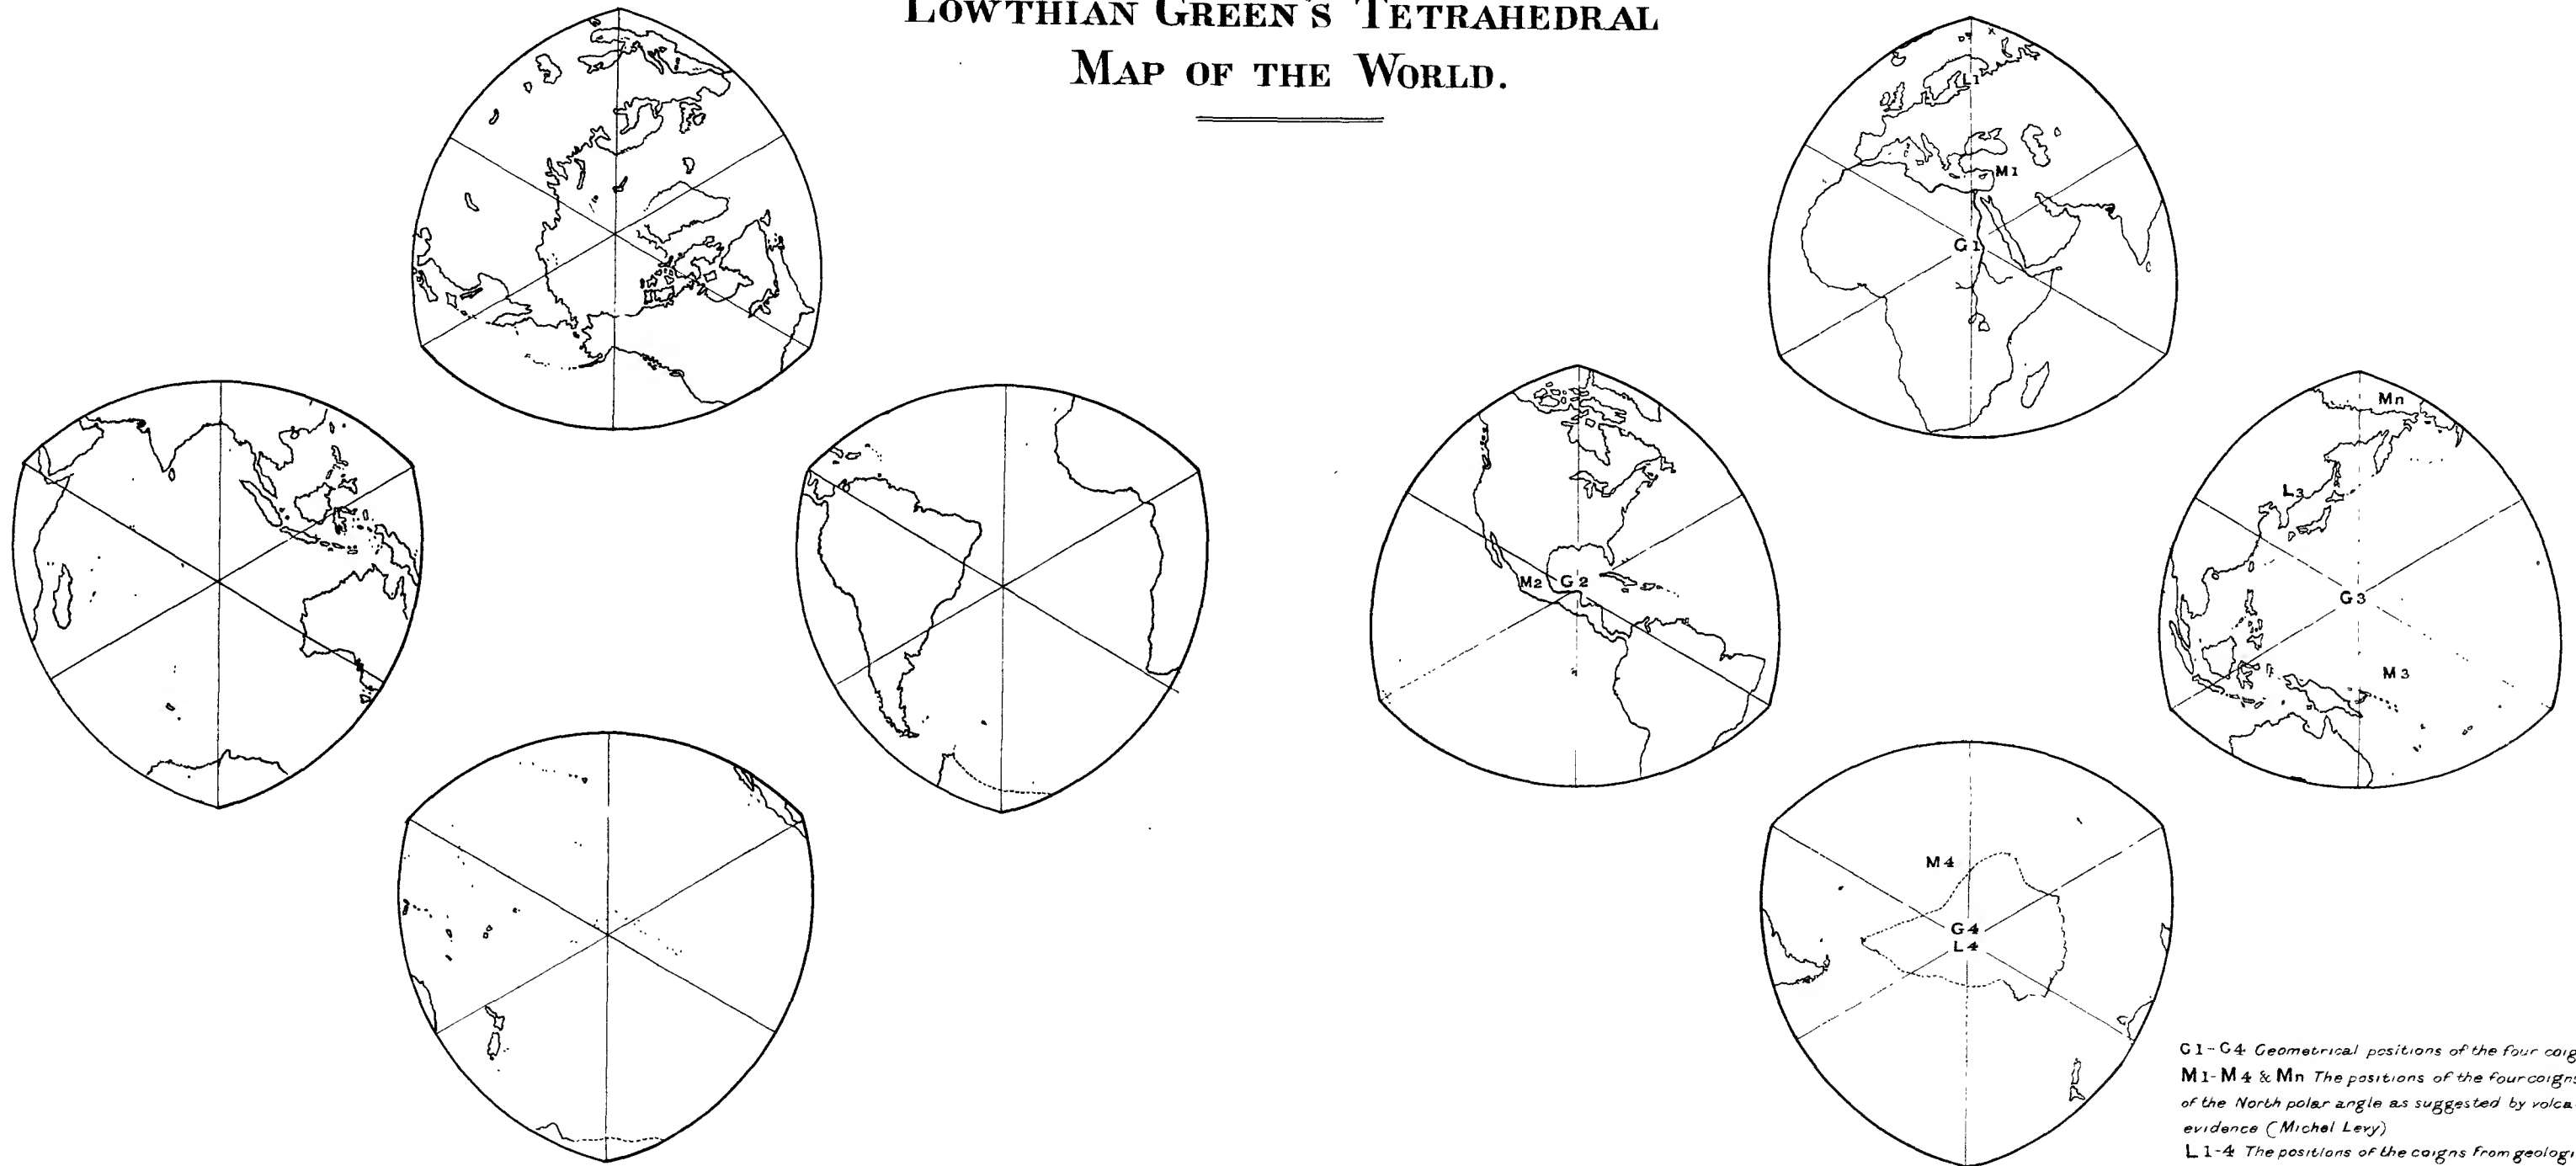 LOWTHIAN GREEN'S TETRAHEDRAL
MAP OF THE WORLD.
L1
M1
G1
Mn
L3
M2 G2
G3
M3
M4
G4
L4
G1-G4 Geometrical positions of the four
M1-M4 & Mn The positions of the four coigns
of the North polar angle as suggested by
evidence (Michel Levy)
L1-4 The positions of the coigns from